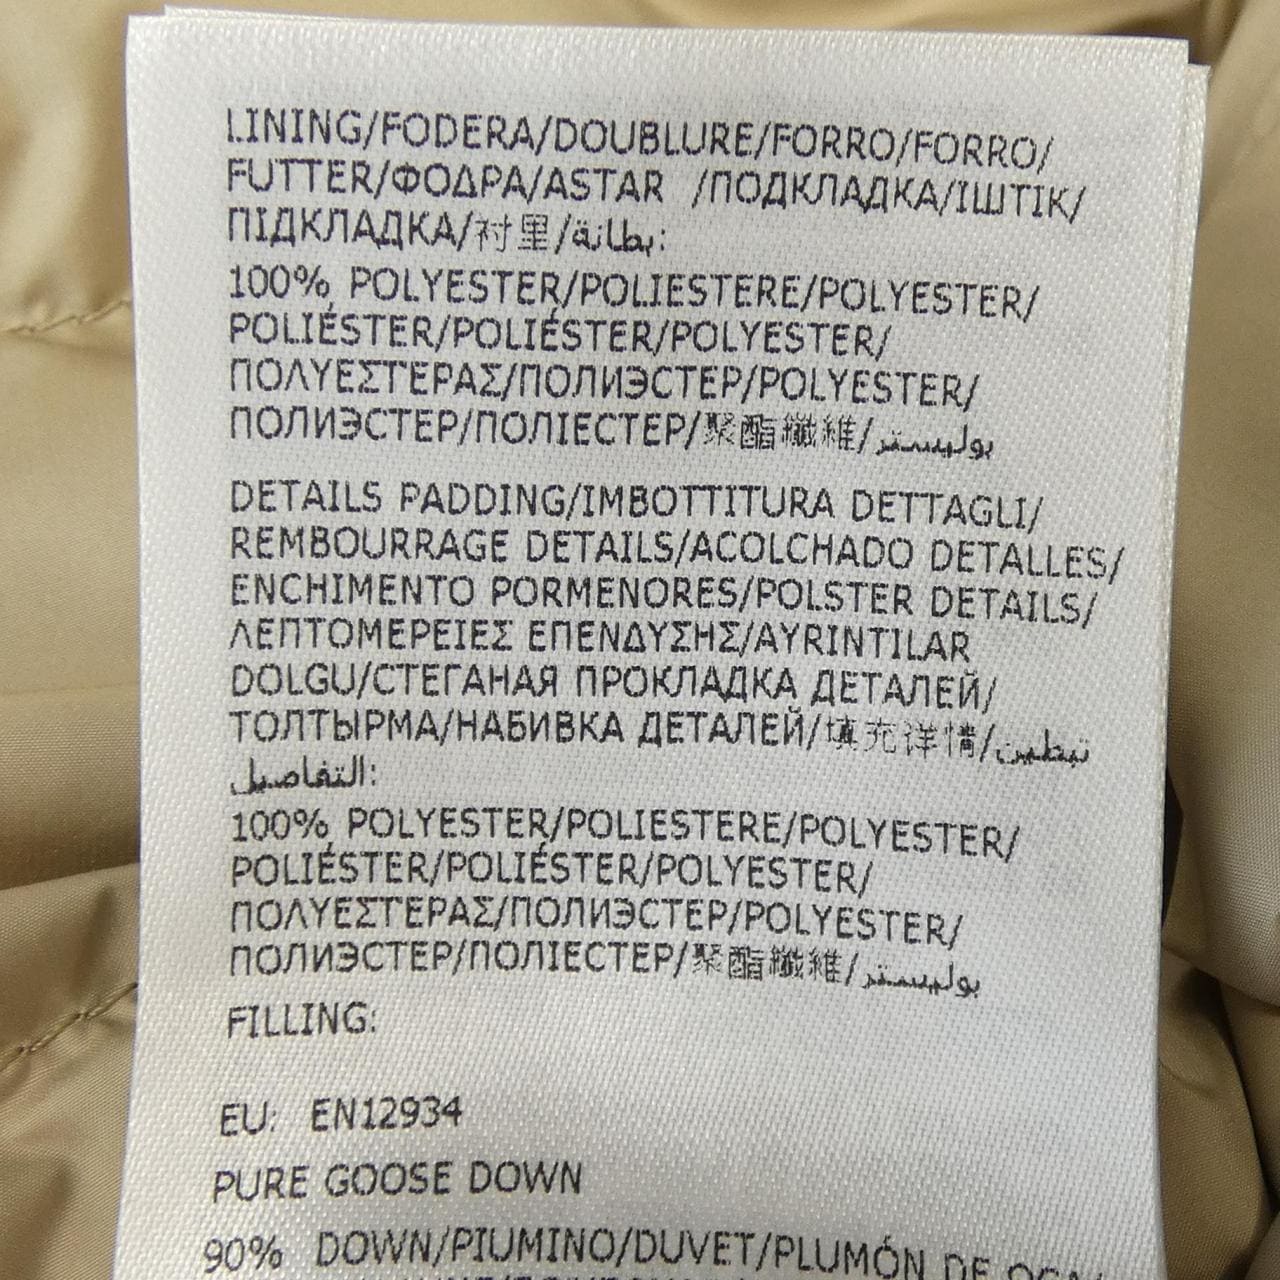 LINING/FODERA/DOUBLURE/FORRO/FORRO/
FUTTER/ΦΟΔΡΑ/ASTAR /ПОДКЛАДКА/ІШТІК/
ПІДКЛАДКА/衬里/بطانة:
100% POLYESTER/POLIESTERE/POLYESTER/
POLIÉSTER/POLIÉSTER/POLYESTER/
ΠΟΛΥΕΣΤΕΡΑΣ/ПОЛИЭСТЕР/POLYESTER/
ПОЛИЭСТЕР/ПОЛІЕСТЕР/聚酯纖維/بوليستر
DETAILS PADDING/IMBOTTITURA DETTAGLI/
REMBOURRAGE DETAILS/ACOLCHADO DETALLES/
ENCHIMENTO PORMENORES/POLSTER DETAILS/
ΛΕΠΤΟΜΕΡΕΙΕΣ ΕΠΕΝΔΥΣΗΣ/AYRINTILAR
DOLGU/СТЕГАНАЯ ПРОКЛАДКА ДЕТАЛЕЙ/
ТОЛТЫРМА/НАБИВКА ДЕТАЛЕЙ/填充详情/تبطين
التفاصيل:
100% POLYESTER/POLIESTERE/POLYESTER/
POLIÉSTER/POLIÉSTER/POLYESTER/
ΠΟΛΥΕΣΤΕΡΑΣ/ПОЛИЭСТЕР/POLYESTER/
ПОЛИЭСТЕР/ПОЛІЕСТЕР/聚酯纖維/بوليستر
FILLING:
EU: EN12934
PURE GOOSE DOWN
90% DOWN/PIUMINO/DUVET/PLUMÓN DE OCA/